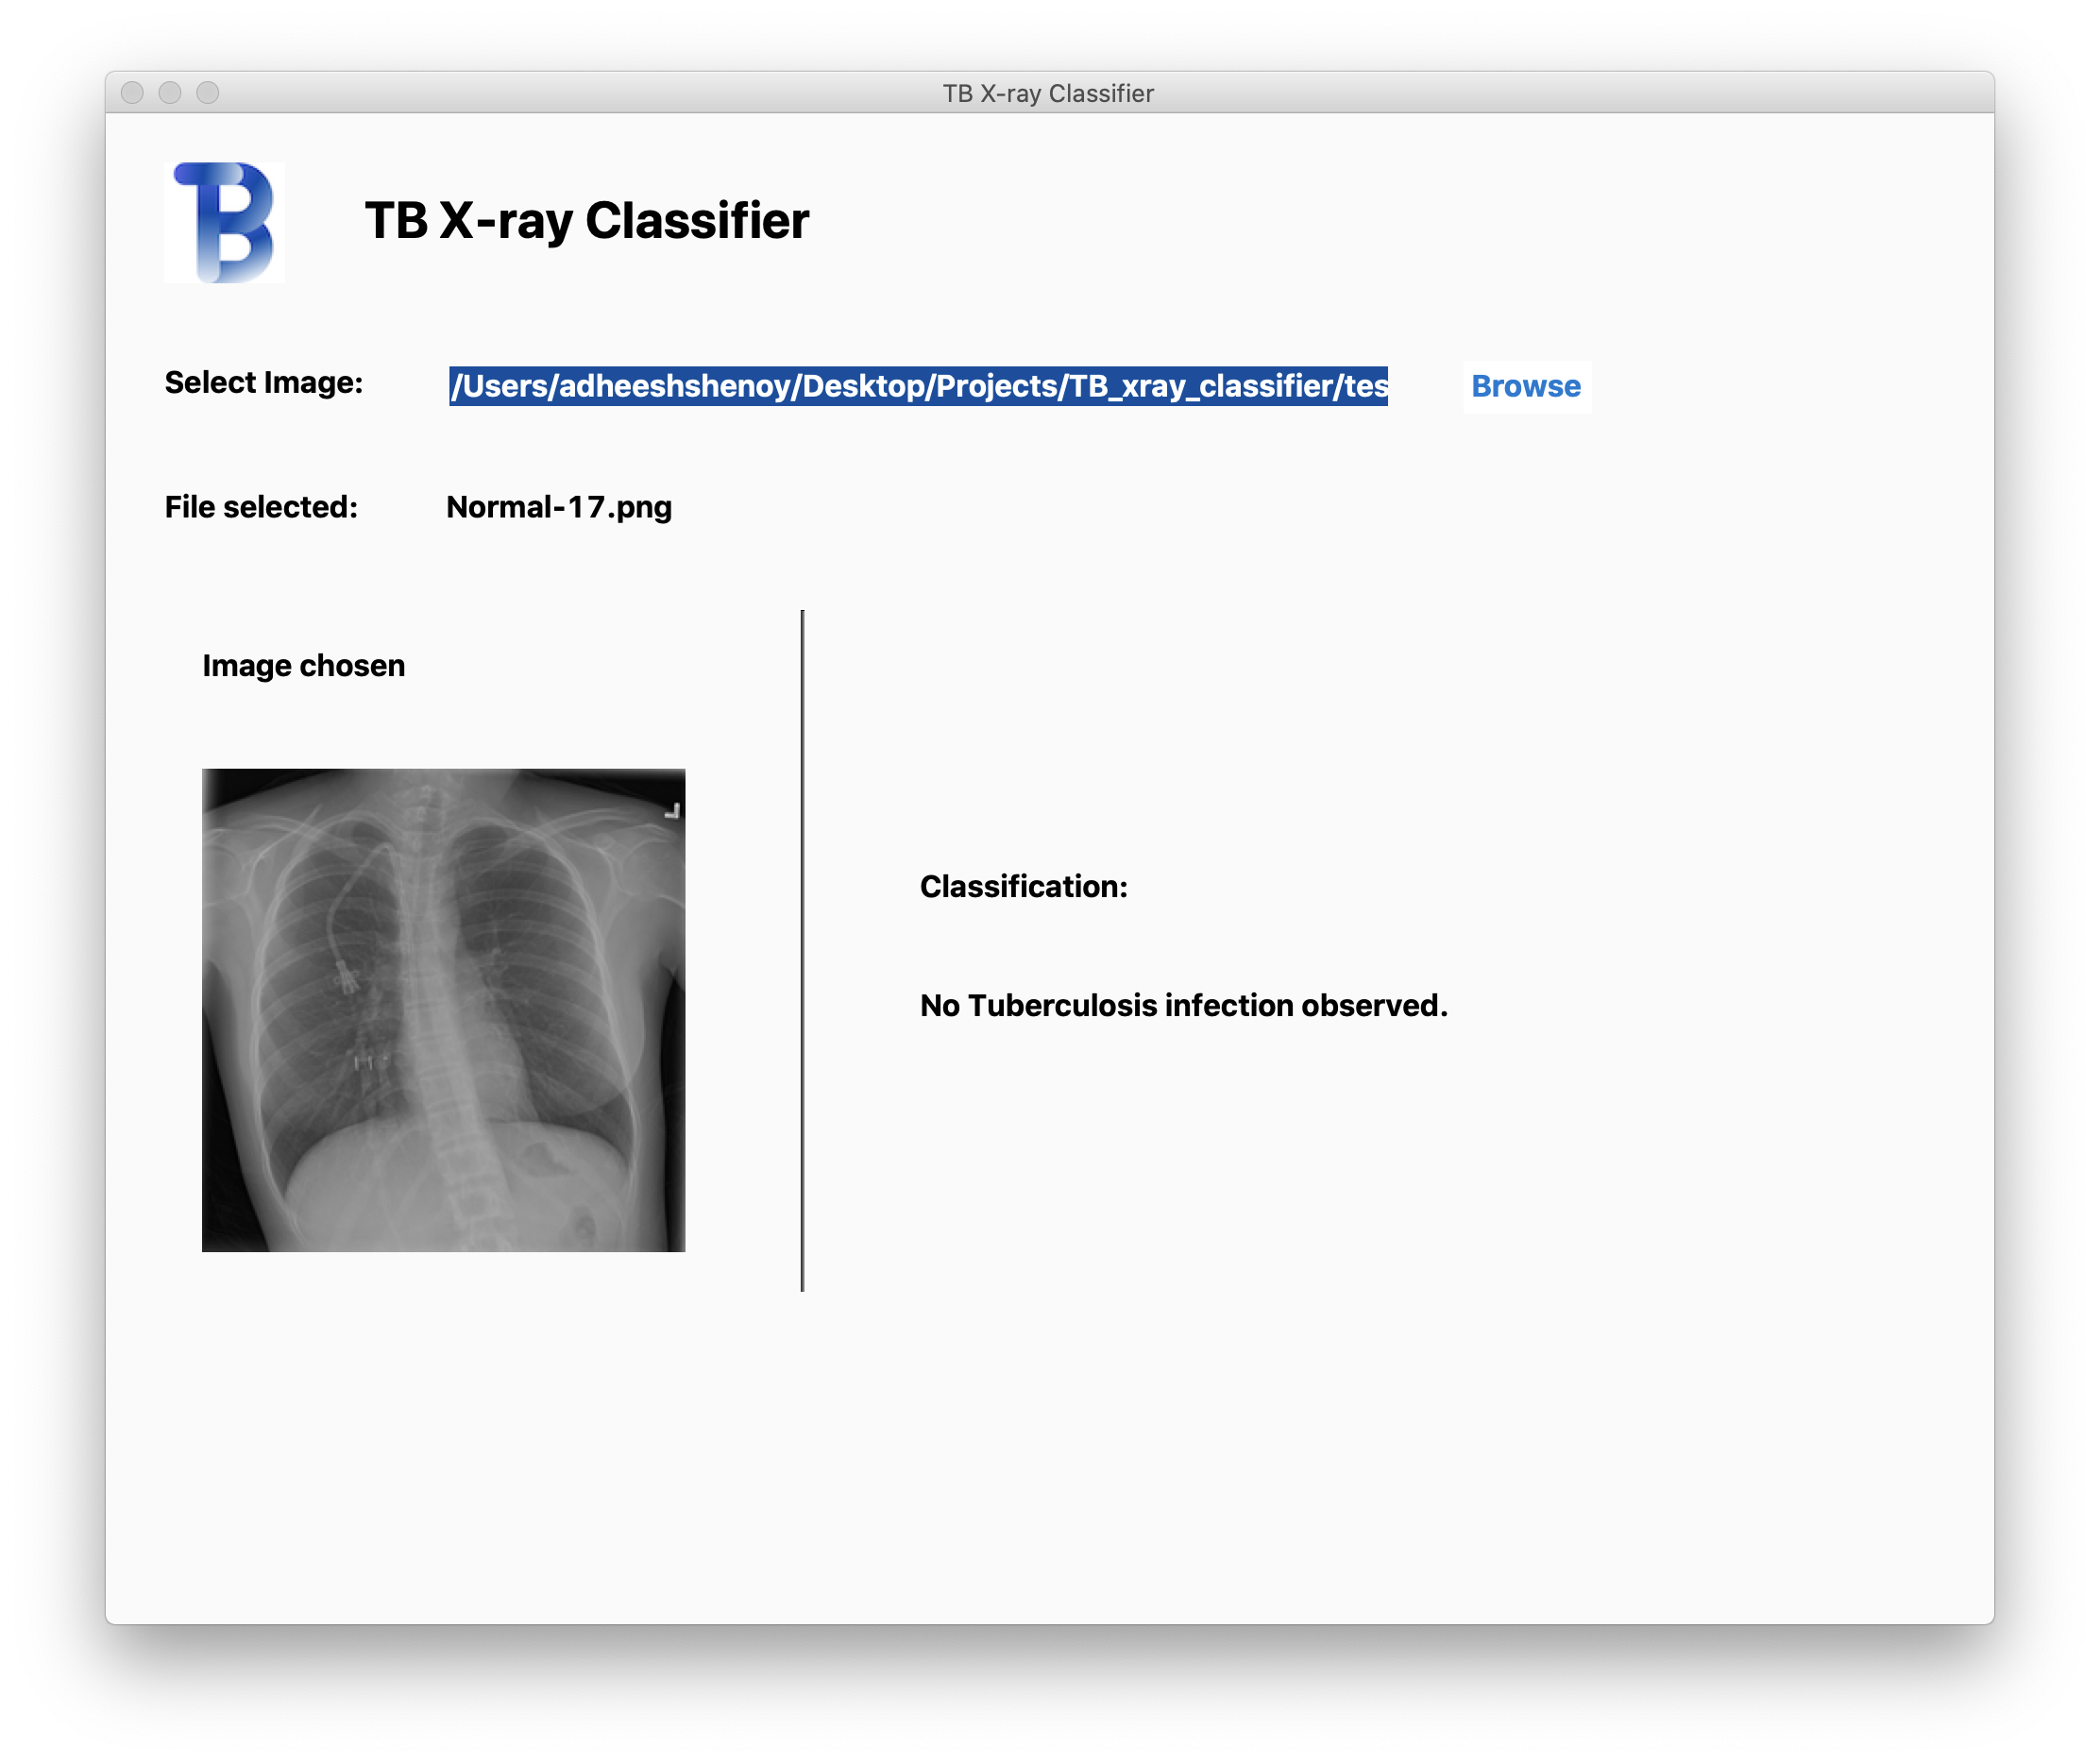 TB X-ray Classifier
TB
TB X-ray Classifier
Select Image: /Users/adheeshshenoy/Desktop/Projects/TB_xray_classifier/tes Browse
File selected: Normal-17.png
Image chosen
L
Classification:
No Tuberculosis infection observed.